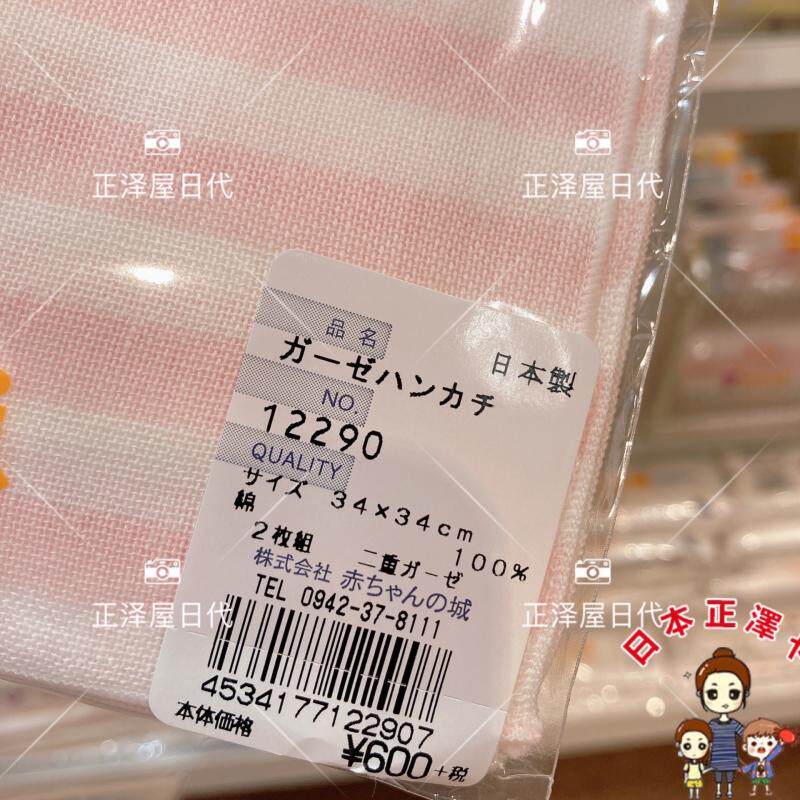 正泽屋日代
正泽屋日代
品名
ガーゼハンカチ
日本製
NO.
12290
QUALITY
サイズ 34×34cm
綿 100%
2枚組 二重ガーゼ
株式会社 赤ちゃんの城
TEL 0942-37-8111
4534177122907
本体価格
¥600+税
正泽屋日代
正泽屋日代
日本正澤